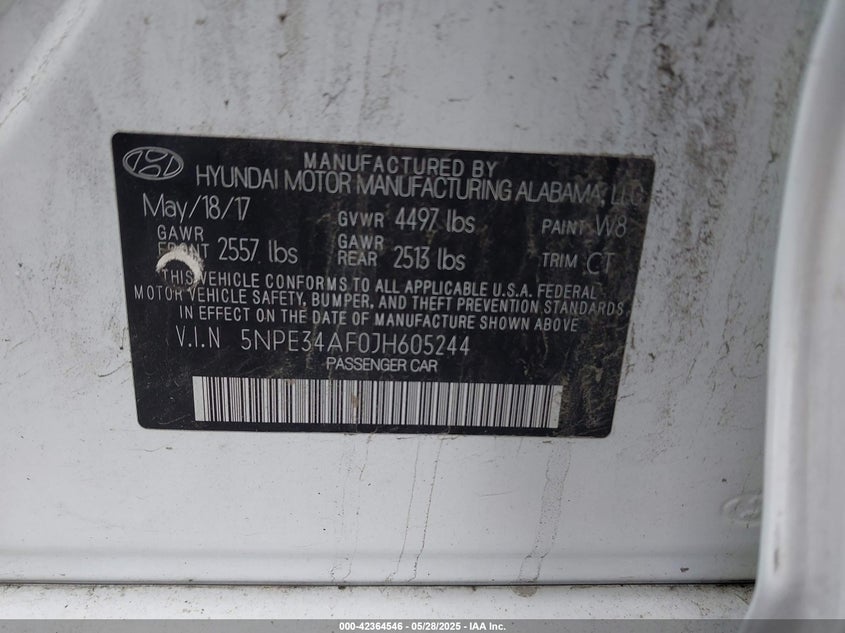 MANUFACTURED BY
HYUNDAI MOTOR MANUFACTURING ALABAMA, LLC
May/18/17 GVWR 4497 lbs PAINT W8
GAWR FRONT 2557 lbs GAWR REAR 2513 lbs TRIM CT
THIS VEHICLE CONFORMS TO ALL APPLICABLE U.S.A. FEDERAL
MOTOR VEHICLE SAFETY, BUMPER, AND THEFT PREVENTION STANDARDS
IN EFFECT ON THE DATE OF MANUFACTURE SHOWN ABOVE.
V.I.N 5NPE34AF0JH605244
PASSENGER CAR
000-42364546 - 05/28/2025 - IAA Inc.